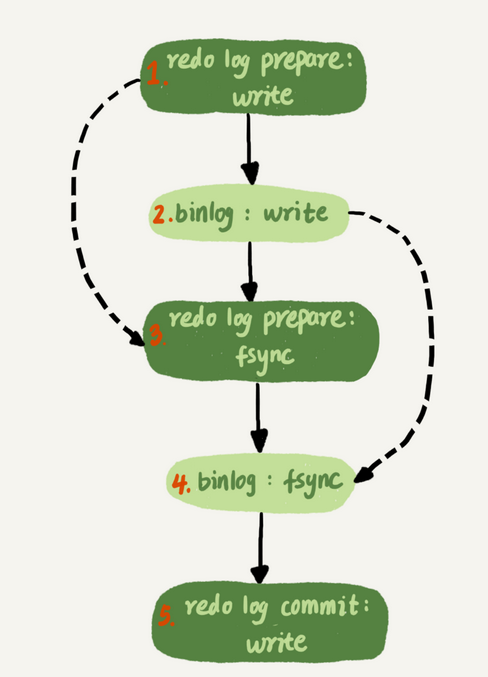 1. redo log prepare:
write
2. binlog : write
3. redo log prepare:
fsync
4. binlog : fsync
5. redo log commit:
write